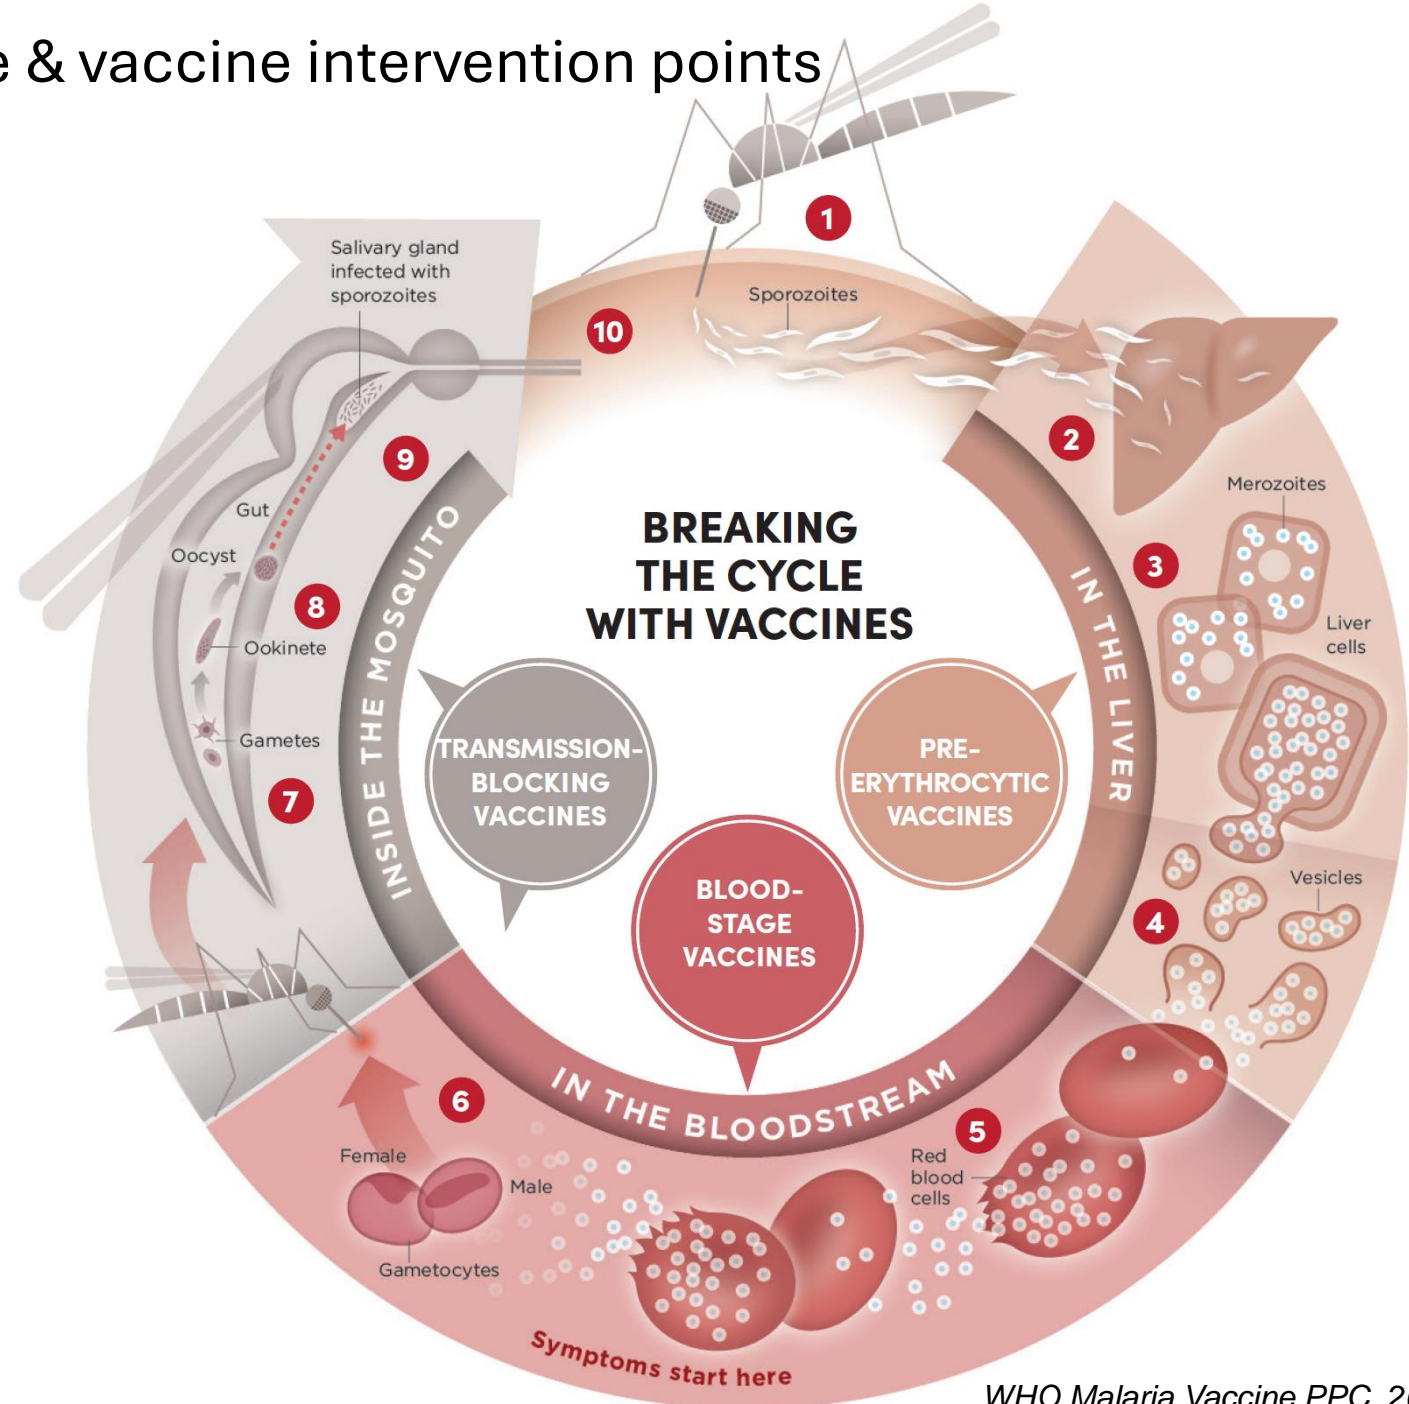 e & vaccine intervention points
1
Sporozoites
10
2
Salivary gland
infected with
sporozoites
9
Gut
Oocyst
8
Ookinete
Gametes
7
INSIDE THE MOSQUITO
BREAKING
THE CYCLE
WITH VACCINES
TRANSMISSION-
BLOCKING
VACCINES
PRE-
ERYTHROCYTIC
VACCINES
BLOOD-
STAGE
VACCINES
IN THE LIVER
Merozoites
3
Liver
cells
Vesicles
4
IN THE BLOODSTREAM
5
Red
blood
cells
6
Female
Male
Gametocytes
Symptoms start here
WHO Malaria Vaccine PPC, 2